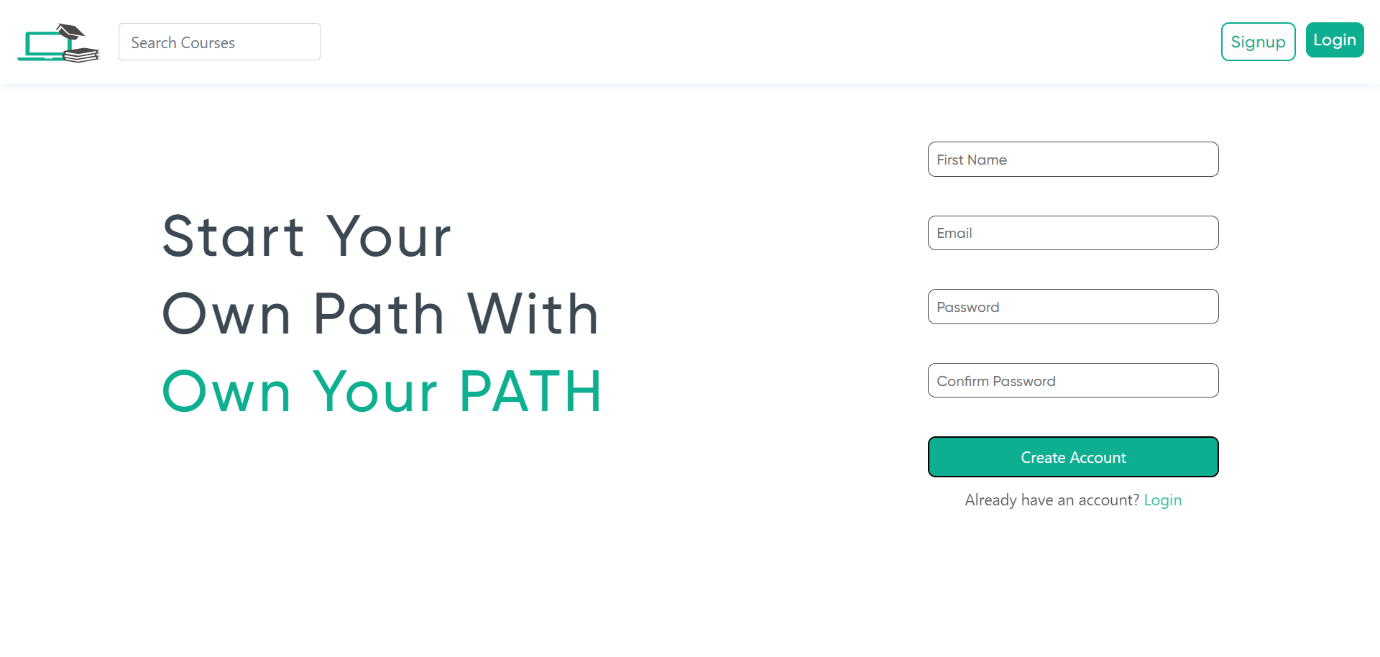 Search Courses
Signup
Login
Start Your
Own Path With
Own Your PATH
First Name
Email
Password
Confirm Password
Create Account
Already have an account? Login